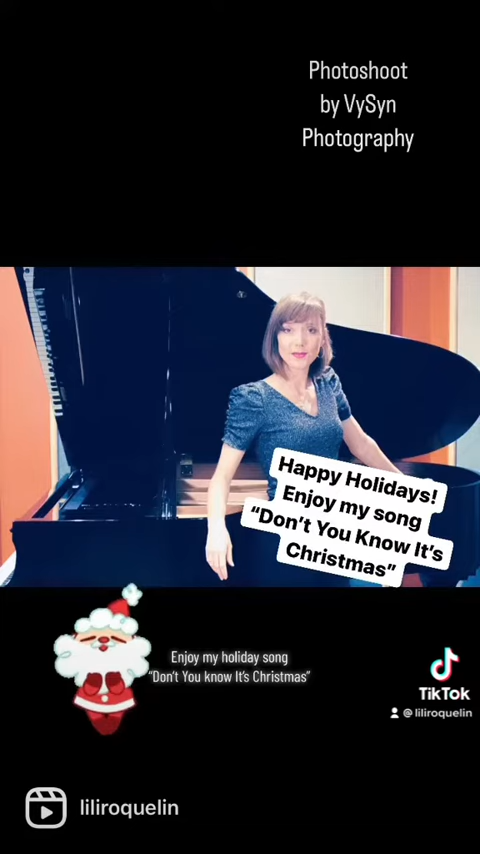 Photoshoot
by VySyn
Photography
Happy Holidays!
Enjoy my song
“Don’t You Know It’s
Christmas”
Enjoy my holiday song
“Don’t You know It’s Christmas”
TikTok
@liliroquelin
liliroquelin